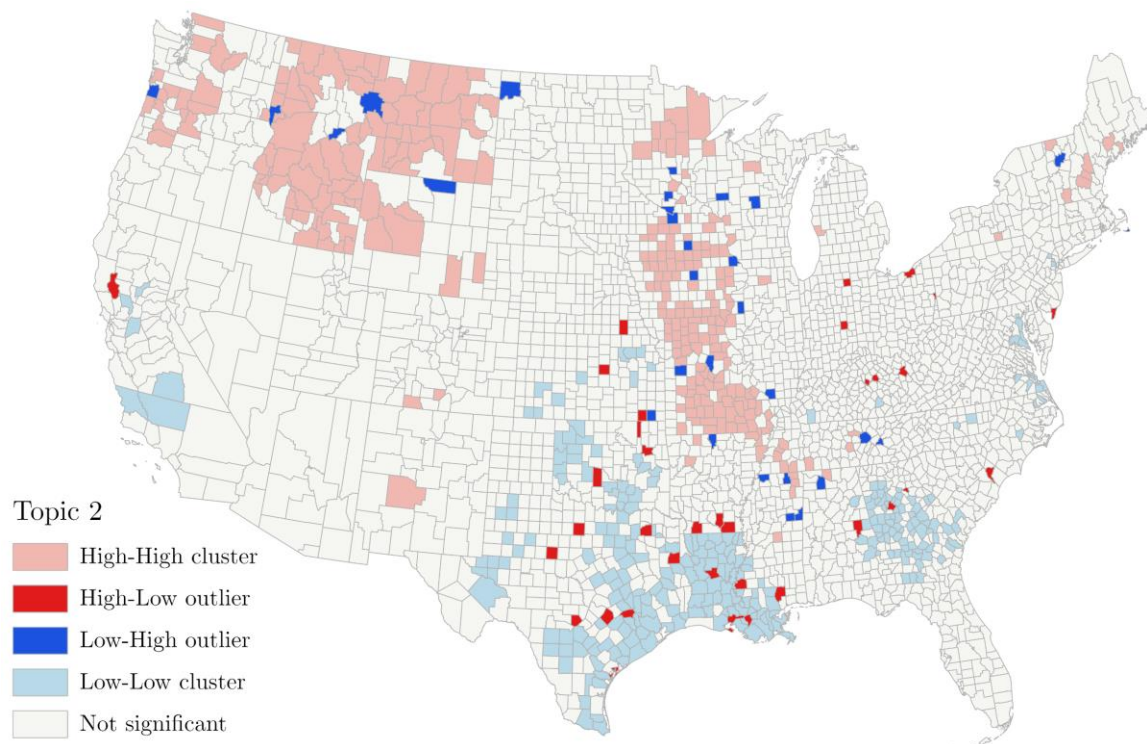 Topic 2
High-High cluster
High-Low outlier
Low-High outlier
Low-Low cluster
Not significant